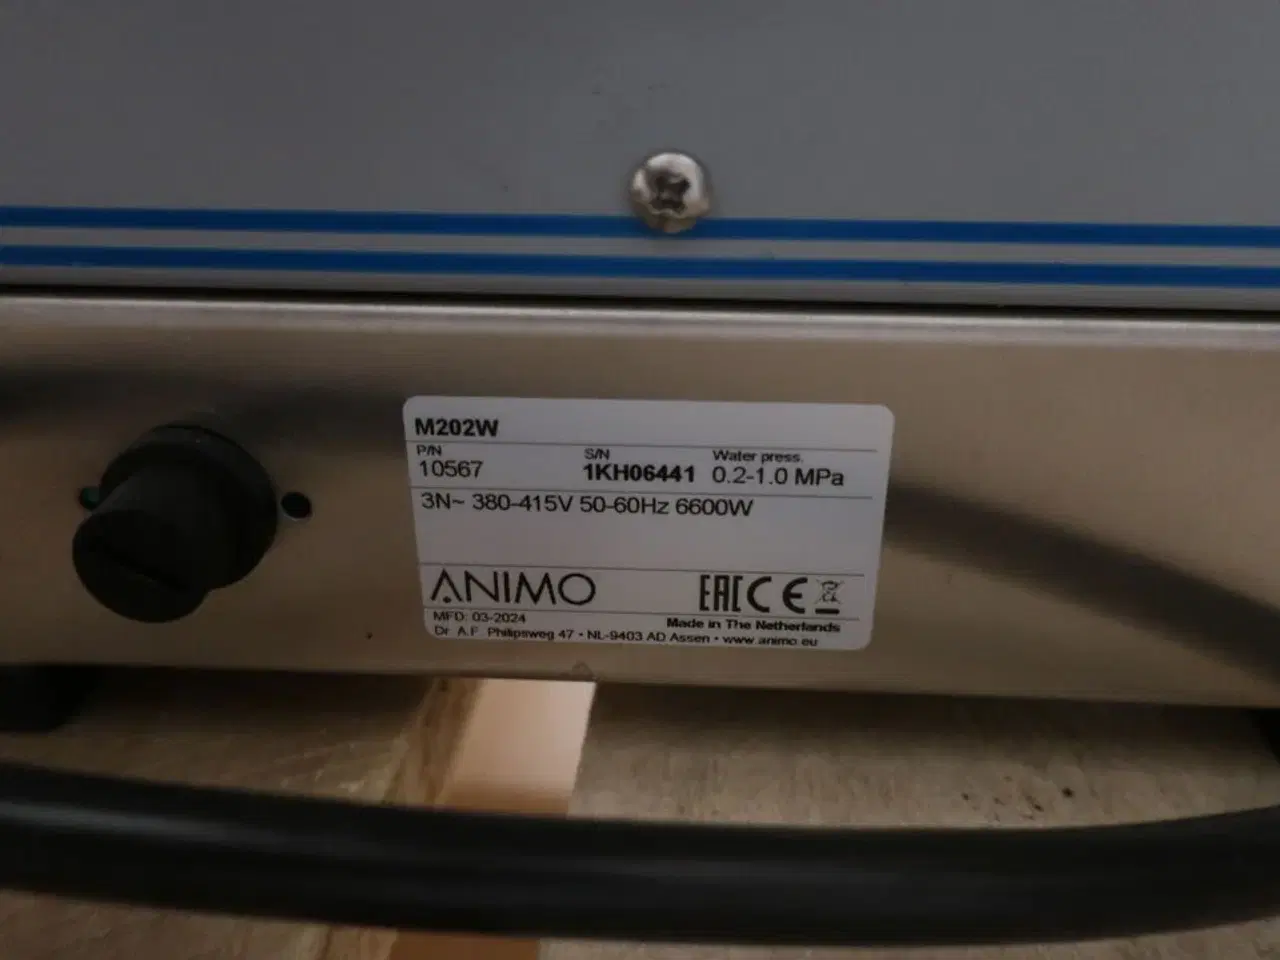 M202W
P/N S/N Water press.
10567 1KH06441 0.2-1.0 MPa
3N~ 380-415V 50-60Hz 6600W
ANIMO EAC CE
MFD: 03-2024 Made in The Netherlands
Dr. A.F. Philipsweg 47 • NL-9403 AD Assen • www.animo.eu